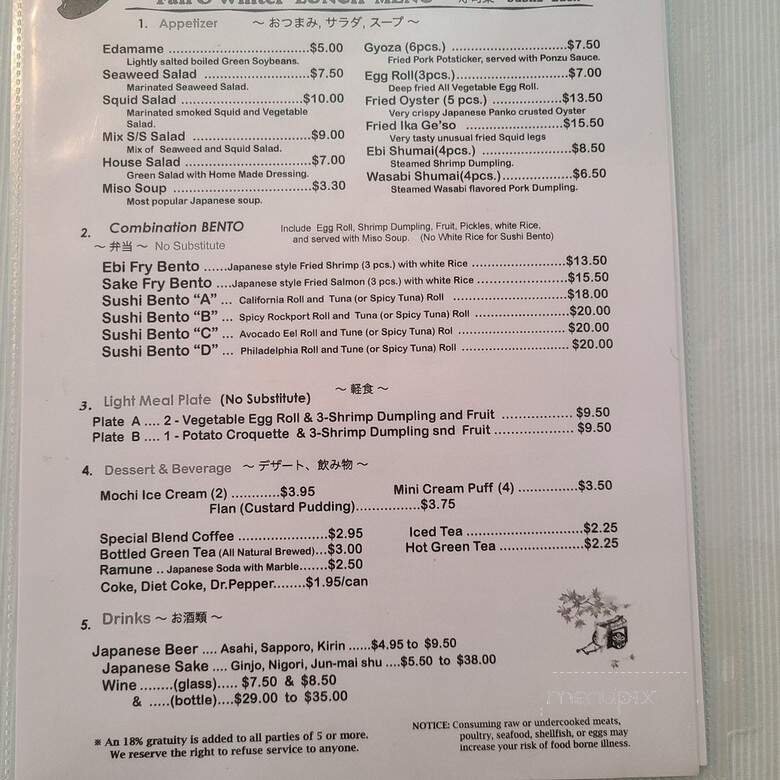 Fall & Winter LUNCH MENU
1. Appetizer ～ おつまみ, サラダ, スープ ～
Edamame ..............................$5.00
Lightly salted boiled Green Soybeans.
Seaweed Salad .....................$7.50
Marinated Seaweed Salad.
Squid Salad .........................$10.00
Marinated smoked Squid and Vegetable
Salad.
Mix S/S Salad ........................$9.00
Mix of Seaweed and Squid Salad.
House Salad .........................$7.00
Green Salad with Home Made Dressing.
Miso Soup .............................$3.30
Most popular Japanese soup.
Gyoza (6pcs.) .......................$7.50
Fried Pork Potsticker, served with Ponzu Sauce.
Egg Roll(3pcs.).....................$7.00
Deep fried All Vegetable Egg Roll.
Fried Oyster (5 pcs.) ..............$13.50
Very crispy Japanese Panko crusted Oyster
Fried Ika Ge'so .....................$15.50
Very tasty unusual fried Squid legs
Ebi Shumai(4pcs.) .................$8.50
Steamed Shrimp Dumpling.
Wasabi Shumai(4pcs.)..............$6.50
Steamed Wasabi flavored Pork Dumpling.
2. Combination BENTO Include Egg Roll, Shrimp Dumpling, Fruit, Pickles, white Rice,
and served with Miso Soup. (No White Rice for Sushi Bento)
～ 弁当 ～ No Substitute
Ebi Fry Bento ......Japanese style Fried Shrimp (3 pcs.) with white Rice .......................$13.50
Sake Fry Bento ....Japanese style Fried Salmon (3 pcs.) with white Rice .......................$15.50
Sushi Bento "A" ... California Roll and Tuna (or Spicy Tuna) Roll ............................$18.00
Sushi Bento "B" ... Spicy Rockport Roll and Tuna (or Spicy Tuna) Roll .......................$20.00
Sushi Bento "C" ... Avocado Eel Roll and Tune (or Spicy Tuna) Rol ..........................$20.00
Sushi Bento "D" ... Philadelphia Roll and Tune (or Spicy Tuna) Roll ......................... $20.00
～ 軽食 ～
3. Light Meal Plate (No Substitute)
Plate A .... 2 - Vegetable Egg Roll & 3-Shrimp Dumpling and Fruit .................. $9.50
Plate B .... 1 - Potato Croquette & 3-Shrimp Dumpling snd Fruit .....................$9.50
4. Dessert & Beverage ～ デザート、飲み物 ～
Mochi Ice Cream (2) ............$3.95 Mini Cream Puff (4) ...............$3.50
Flan (Custard Pudding)................$3.75
Special Blend Coffee .......................$2.95
Bottled Green Tea (All Natural Brewed)...$3.00
Ramune .. Japanese Soda with Marble.......$2.50
Coke, Diet Coke, Dr.Pepper........$1.95/can
Iced Tea .............................$2.25
Hot Green Tea .....................$2.25
5. Drinks ～ お酒類 ～
Japanese Beer .... Asahi, Sapporo, Kirin ......$4.95 to $9.50
Japanese Sake .... Ginjo, Nigori, Jun-mai shu ....$5.50 to $38.00
Wine ........(glass)..... $7.50 & $8.50
& .....(bottle)....$29.00 to $35.00
menupix
※ An 18% gratuity is added to all parties of 5 or more.
We reserve the right to refuse service to anyone.
NOTICE: Consuming raw or undercooked meats,
poultry, seafood, shellfish, or eggs may
increase your risk of food borne illness.